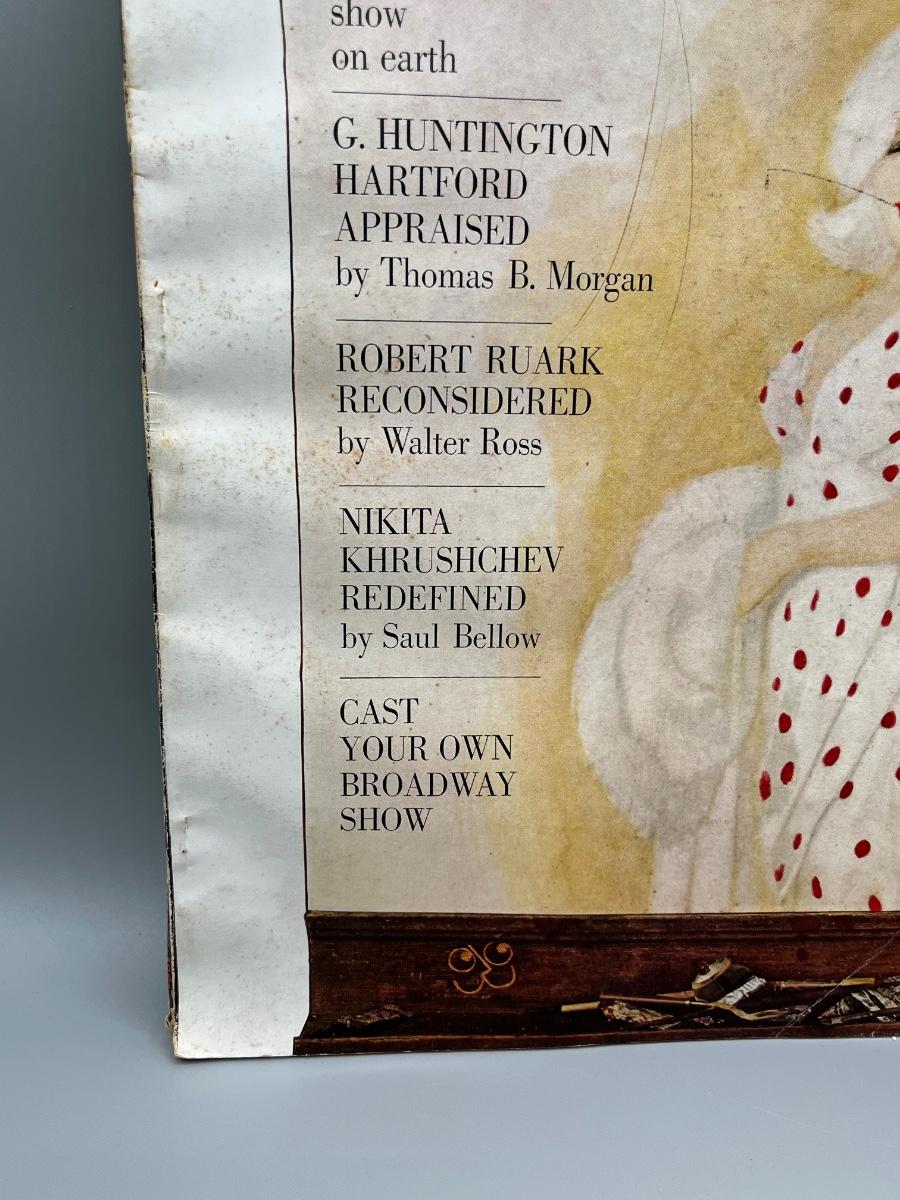 show
on earth
G. HUNTINGTON
HARTFORD
APPRAISED
by Thomas B. Morgan
ROBERT RUARK
RECONSIDERED
by Walter Ross
NIKITA
KHRUSHCHEV
REDEFINED
by Saul Bellow
CAST
YOUR OWN
BROADWAY
SHOW